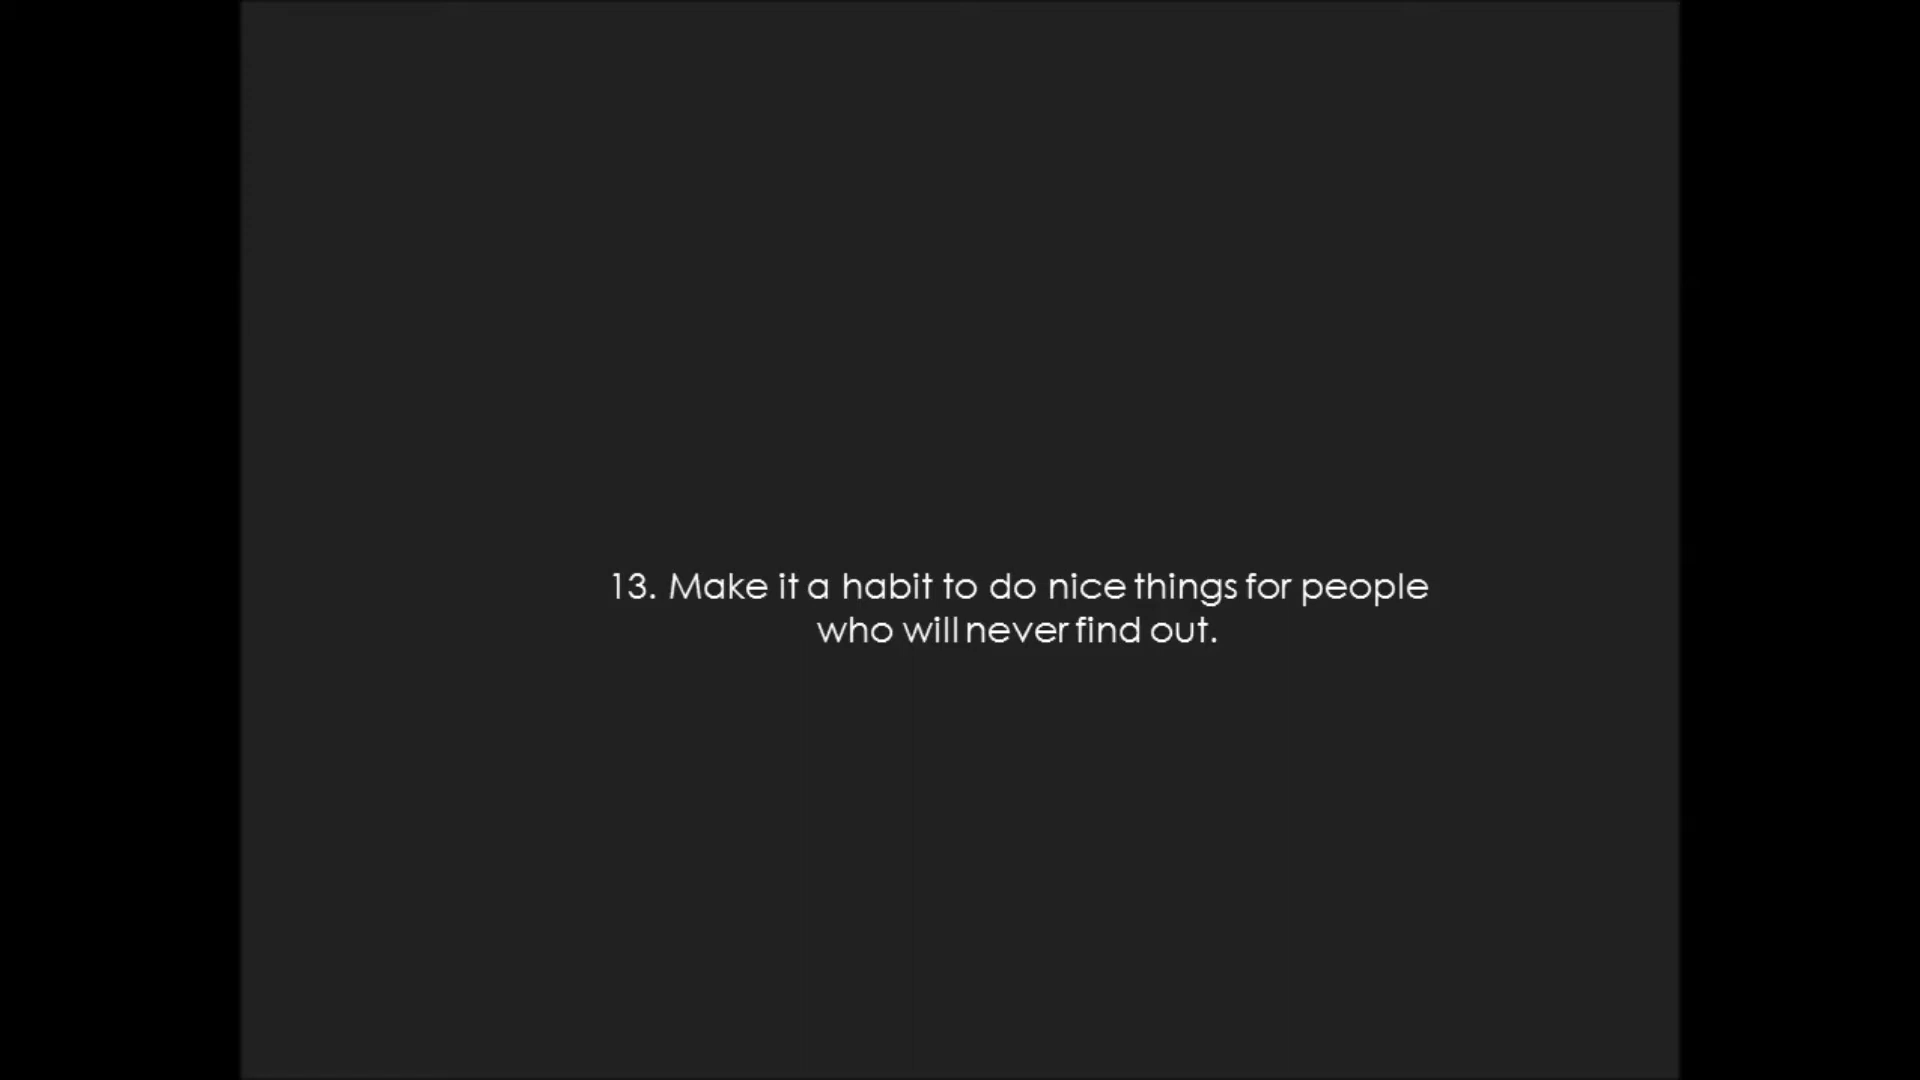 13. Make it a habit to do nice things for people
who will never find out.